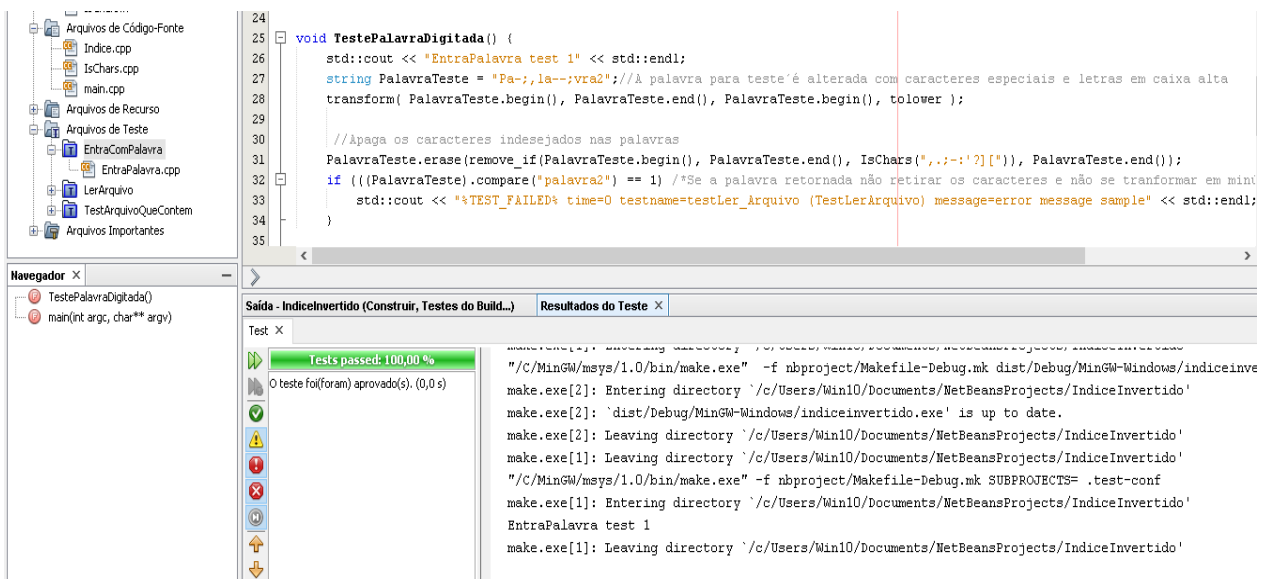 Arquivos de Código-Fonte
Indice.cpp
IsChars.cpp
main.cpp
Arquivos de Recurso
Arquivos de Teste
EntraComPalavra
EntraPalavra.cpp
LerArquivo
TestArquivoQueContem
Arquivos Importantes
Navegador
TestePalavraDigitada()
main(int argc, char** argv)
24
25 void TestePalavraDigitada() {
26 std::cout << "EntraPalavra test 1" << std::endl;
27 string PalavraTeste = "Pa-;,la--;vra2";//A palavra para teste´é alterada com caracteres especiais e letras em caixa alta
28 transform( PalavraTeste.begin(), PalavraTeste.end(), PalavraTeste.begin(), tolower );
29
30 //Apaga os caracteres indesejados nas palavras
31 PalavraTeste.erase(remove_if(PalavraTeste.begin(), PalavraTeste.end(), IsChars(",.;-:'?][")), PalavraTeste.end());
32 if (((PalavraTeste).compare("palavra2") == 1) /*Se a palavra retornada não retirar os caracteres e não se tranformar em minú
33 std::cout << "%TEST_FAILED% time=0 testname=testLer_Arquivo (TestLerArquivo) message=error message sample" << std::endl;
34 }
35
Saída - IndiceInvertido (Construir, Testes do Build...) Resultados do Teste
Test
Tests passed: 100,00 %
O teste foi(foram) aprovado(s). (0,0 s)
make.exe[1]: Entering directory `/c/Users/Win10/Documents/NetBeansProjects/IndiceInvertido'
"/C/MinGW/msys/1.0/bin/make.exe" -f nbproject/Makefile-Debug.mk dist/Debug/MinGW-Windows/indiceinve
make.exe[2]: Entering directory `/c/Users/Win10/Documents/NetBeansProjects/IndiceInvertido'
make.exe[2]: `dist/Debug/MinGW-Windows/indiceinvertido.exe' is up to date.
make.exe[2]: Leaving directory `/c/Users/Win10/Documents/NetBeansProjects/IndiceInvertido'
make.exe[1]: Leaving directory `/c/Users/Win10/Documents/NetBeansProjects/IndiceInvertido'
"/C/MinGW/msys/1.0/bin/make.exe" -f nbproject/Makefile-Debug.mk SUBPROJECTS= .test-conf
make.exe[1]: Entering directory `/c/Users/Win10/Documents/NetBeansProjects/IndiceInvertido'
EntraPalavra test 1
make.exe[1]: Leaving directory `/c/Users/Win10/Documents/NetBeansProjects/IndiceInvertido'